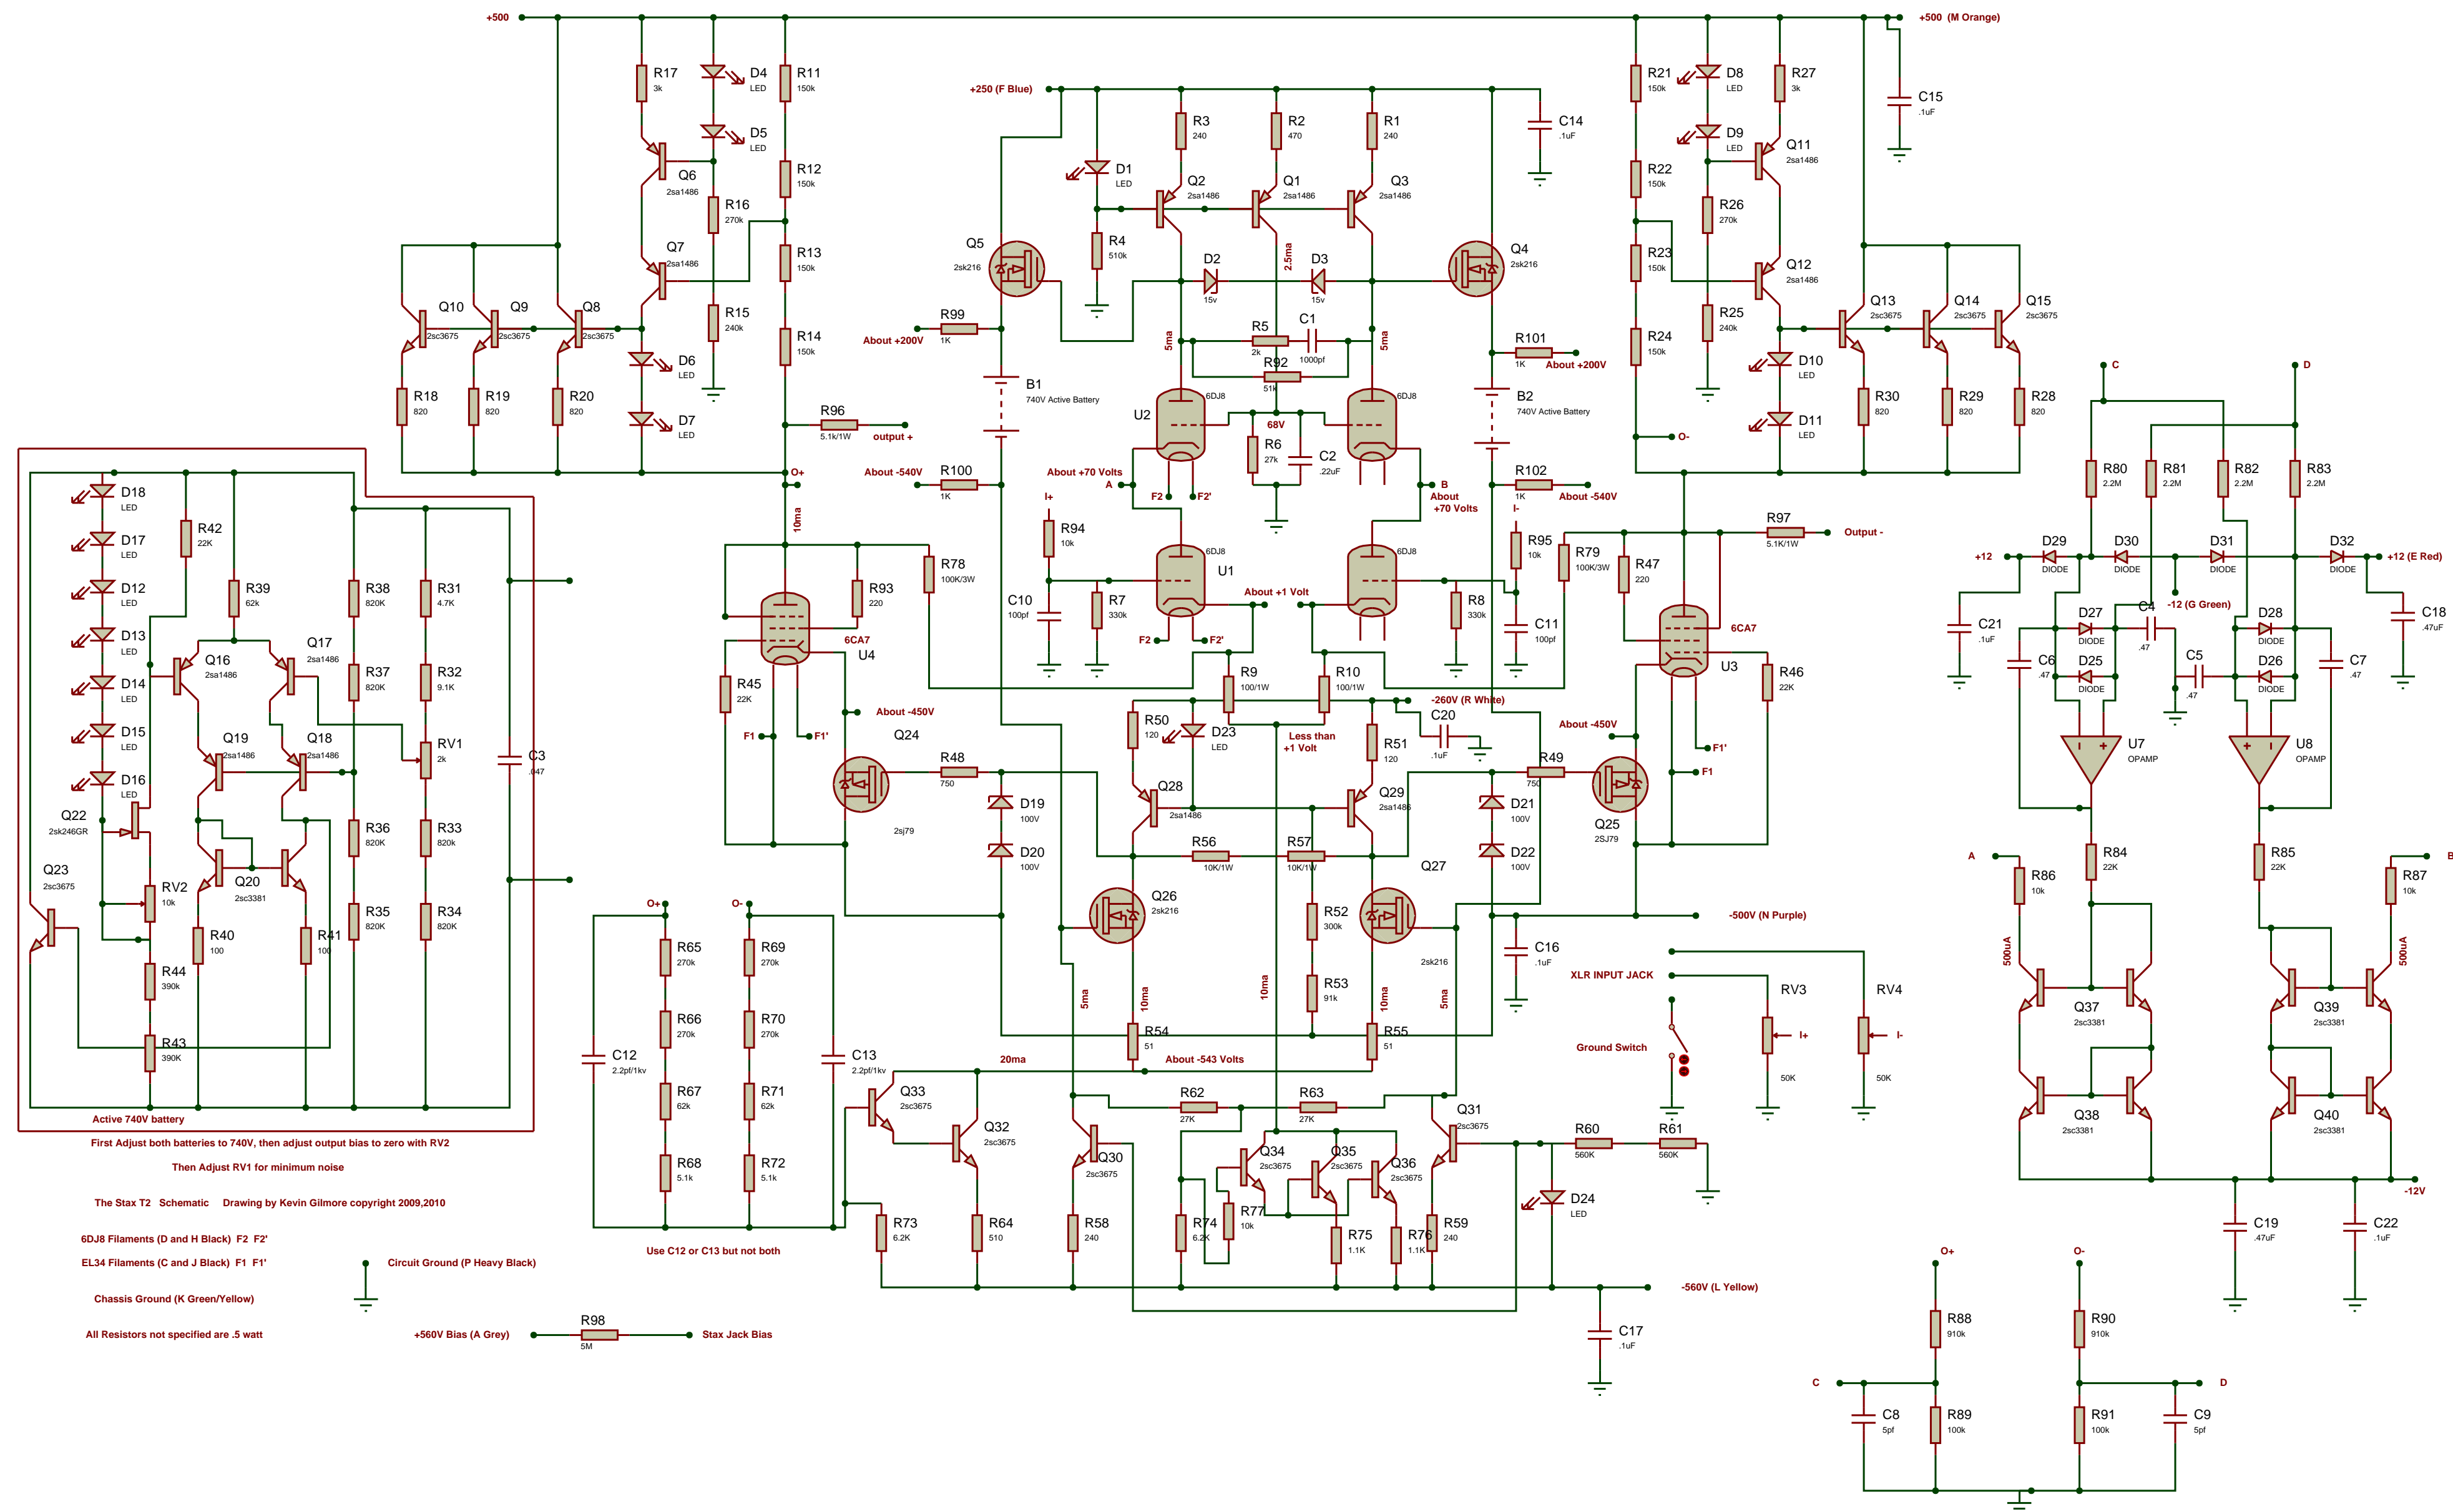 +500
+500 (M Orange)
R17
3k
D4
LED
R11
150k
D5
LED
Q6
2sa1486
R12
150k
R16
270k
Q7
2sa1486
R13
150k
R15
240k
R14
150k
Q10
2sc3675
Q9
2sc3675
Q8
2sc3675
D6
LED
D7
LED
R18
820
R19
820
R20
820
R96
5.1k/1W
output +
O+
10ma
+250 (F Blue)
R3
240
R2
470
R1
240
C14
.1uF
D1
LED
Q2
2sa1486
Q1
2sa1486
Q3
2sa1486
R4
510k
Q5
2sk216
Q4
2sk216
D2
15v
2.5ma
D3
15v
R99
1K
About +200V
5ma
R5
2k
C1
1000pf
5ma
R92
51k
R101
1K
About +200V
B1
740V Active Battery
B2
740V Active Battery
U2
6DJ8
6DJ8
68V
R6
27k
C2
.22uF
About -540V
R100
1K
About +70 Volts
A
F2
F2'
B
About
+70 Volts
R102
1K
About -540V
I+
R94
10k
I-
R95
10k
U1
6DJ8
6DJ8
C10
100pf
R7
330k
About +1 Volt
R8
330k
C11
100pf
F2
F2'
R9
100/1W
R10
100/1W
R21
150k
D8
LED
R27
3k
C15
.1uF
D9
LED
Q11
2sa1486
R22
150k
R26
270k
R23
150k
Q12
2sa1486
R25
240k
R24
150k
Q13
2sc3675
Q14
2sc3675
Q15
2sc3675
D10
LED
D11
LED
R30
820
R29
820
R28
820
O-
R97
5.1K/1W
Output -
R79
100K/3W
R47
220
6CA7
U3
R46
22K
About -450V
F1'
F1
R78
100K/3W
R93
220
6CA7
U4
R45
22K
About -450V
F1
F1'
Q24
2sj79
R48
750
R49
750
Q25
2SJ79
D19
100V
D20
100V
D21
100V
D22
100V
-260V (R White)
R50
120
D23
LED
Less than
+1 Volt
R51
120
C20
.1uF
Q28
2sa1486
Q29
2sa1486
R56
10K/1W
R57
10K/1W
Q26
2sk216
Q27
2sk216
R52
300k
R53
91k
5ma
10ma
10ma
10ma
5ma
R54
51
R55
51
-500V (N Purple)
C16
.1uF
20ma
About -543 Volts
D18
LED
D17
LED
D12
LED
D13
LED
D14
LED
D15
LED
D16
LED
R42
22K
R39
62k
R38
820K
R31
4.7K
Q16
2sa1486
Q17
2sa1486
R37
820K
R32
9.1K
Q19
2sa1486
Q18
2sa1486
RV1
2k
C3
.047
Q22
2sk246GR
R36
820K
R33
820k
Q23
2sc3675
RV2
10k
Q20
2sc3381
R35
820K
R34
820K
R40
100
R41
100
R44
390k
R43
390K
Active 740V battery
First Adjust both batteries to 740V, then adjust output bias to zero with RV2
Then Adjust RV1 for minimum noise
The Stax T2 Schematic Drawing by Kevin Gilmore copyright 2009,2010
6DJ8 Filaments (D and H Black) F2 F2'
EL34 Filaments (C and J Black) F1 F1'
Circuit Ground (P Heavy Black)
Chassis Ground (K Green/Yellow)
All Resistors not specified are .5 watt
+560V Bias (A Grey)
R98
5M
Stax Jack Bias
O+
O-
R65
270k
R69
270k
R66
270k
R70
270k
C12
2.2pf/1kv
C13
2.2pf/1kv
R67
62k
R71
62k
R68
5.1k
R72
5.1k
Use C12 or C13 but not both
Q33
2sc3675
Q32
2sc3675
Q30
2sc3675
R73
6.2K
R64
510
R58
240
R62
27K
R63
27K
Q31
2sc3675
Q34
2sc3675
Q35
2sc3675
Q36
2sc3675
R74
6.2K
R77
10k
R75
1.1K
R76
1.1K
R59
240
R60
560K
R61
560K
D24
LED
-560V (L Yellow)
C17
.1uF
XLR INPUT JACK
Ground Switch
RV3
I+
50K
RV4
I-
50K
C
D
R80
2.2M
R81
2.2M
R82
2.2M
R83
2.2M
+12
D29
DIODE
D30
DIODE
D31
DIODE
D32
DIODE
+12 (E Red)
-12 (G Green)
C21
.1uF
D27
DIODE
C4
.47
D28
DIODE
C18
.47uF
C6
.47
D25
DIODE
C5
.47
D26
DIODE
C7
.47
U7
OPAMP
U8
OPAMP
R84
22K
R85
22K
A
R86
10k
B
R87
10k
500uA
500uA
Q37
2sc3381
Q39
2sc3381
Q38
2sc3381
Q40
2sc3381
-12V
C19
.47uF
C22
.1uF
O+
O-
R88
910k
R90
910k
C
D
C8
5pf
R89
100k
R91
100k
C9
5pf